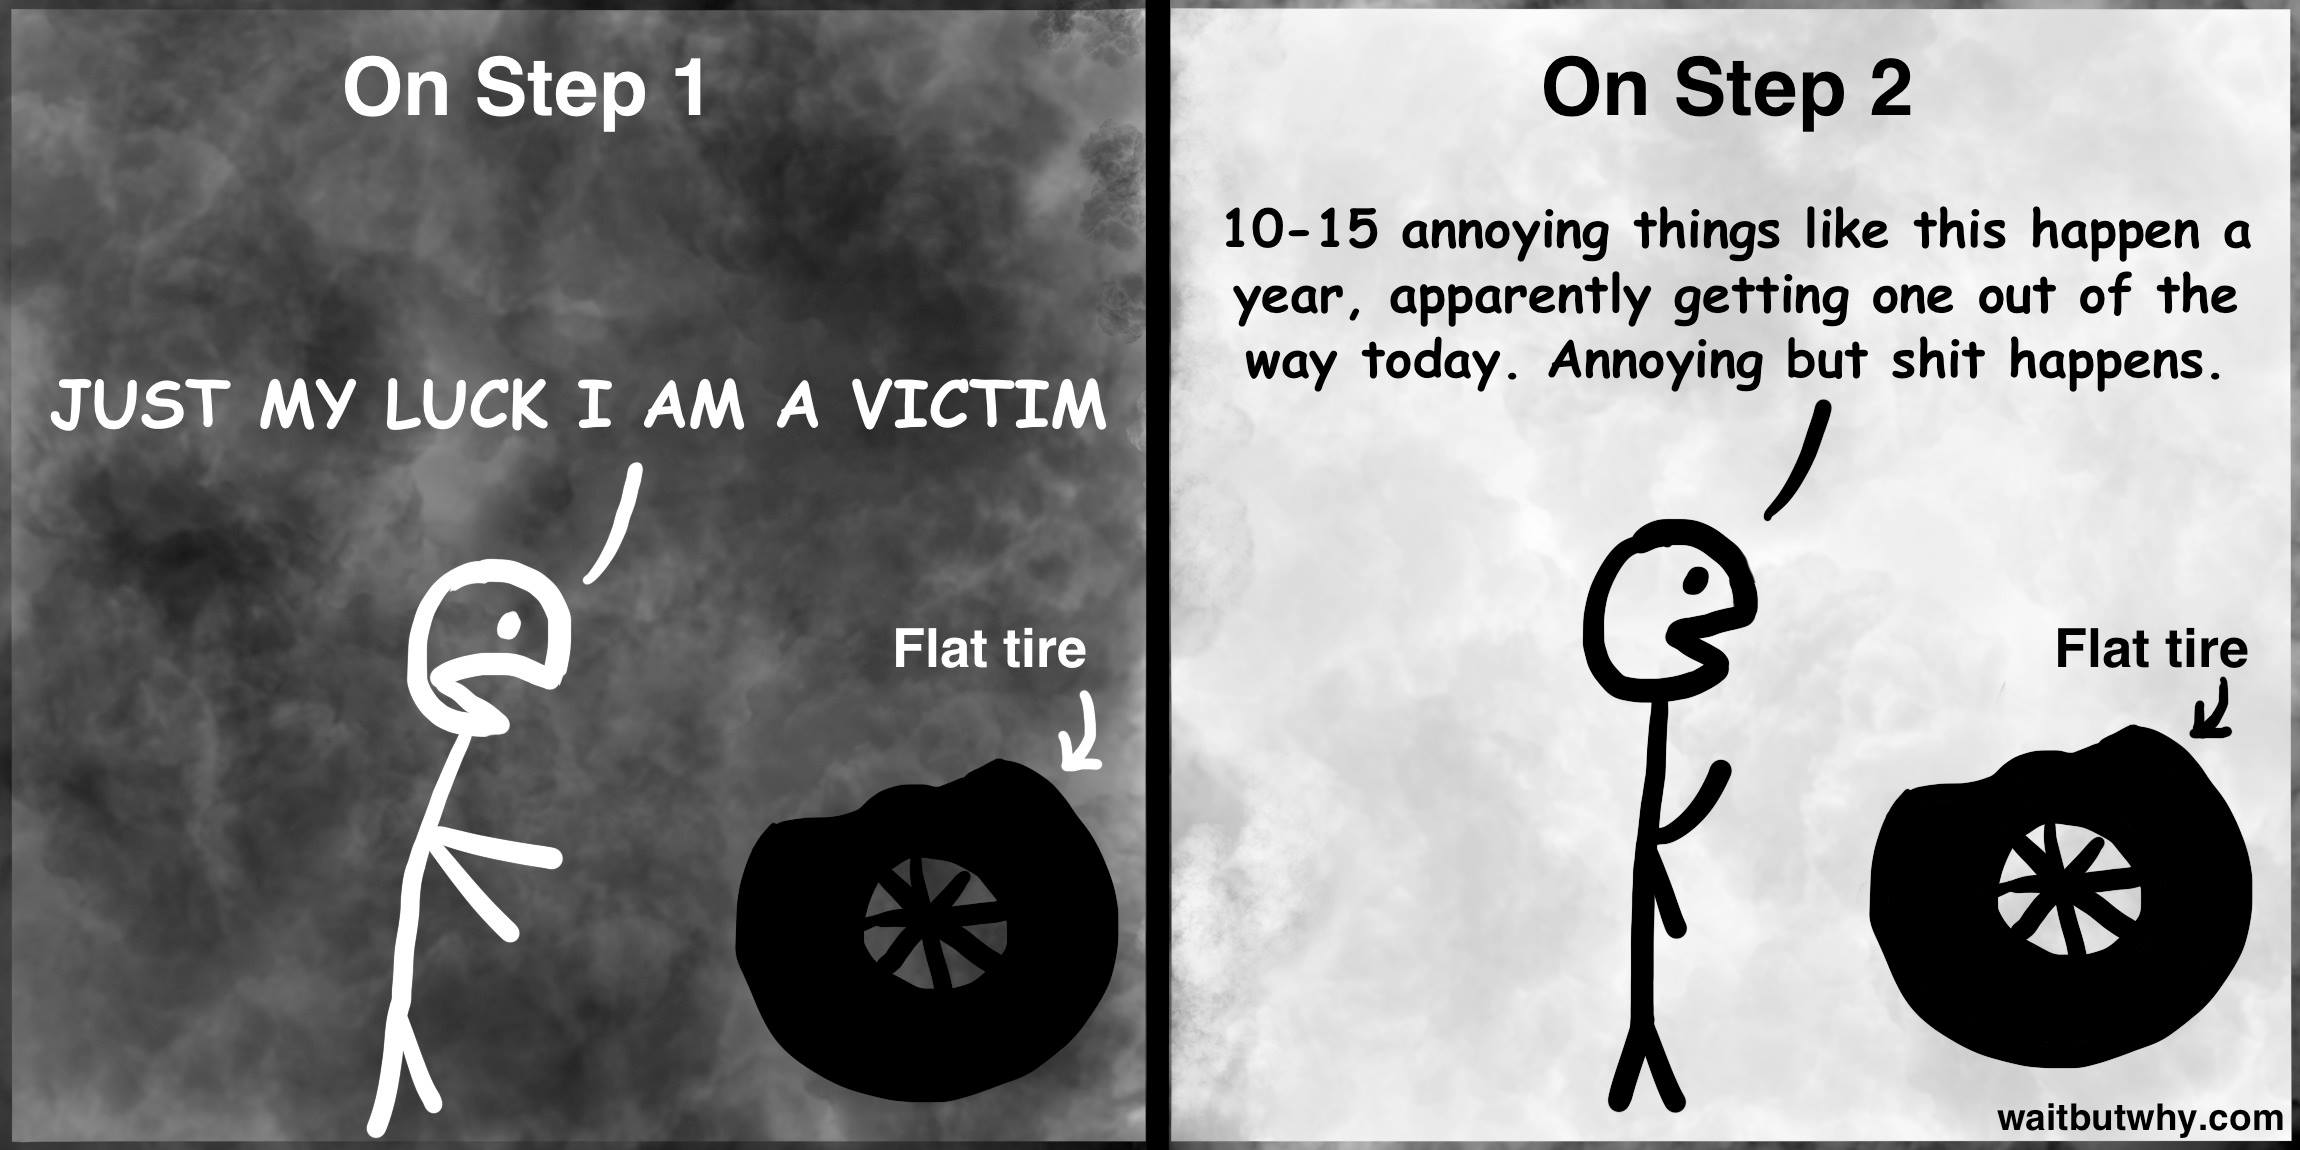 On Step 1
JUST MY LUCK I AM A VICTIM
Flat tire
On Step 2
10-15 annoying things like this happen a
year, apparently getting one out of the
way today. Annoying but shit happens.
Flat tire
waitbutwhy.com